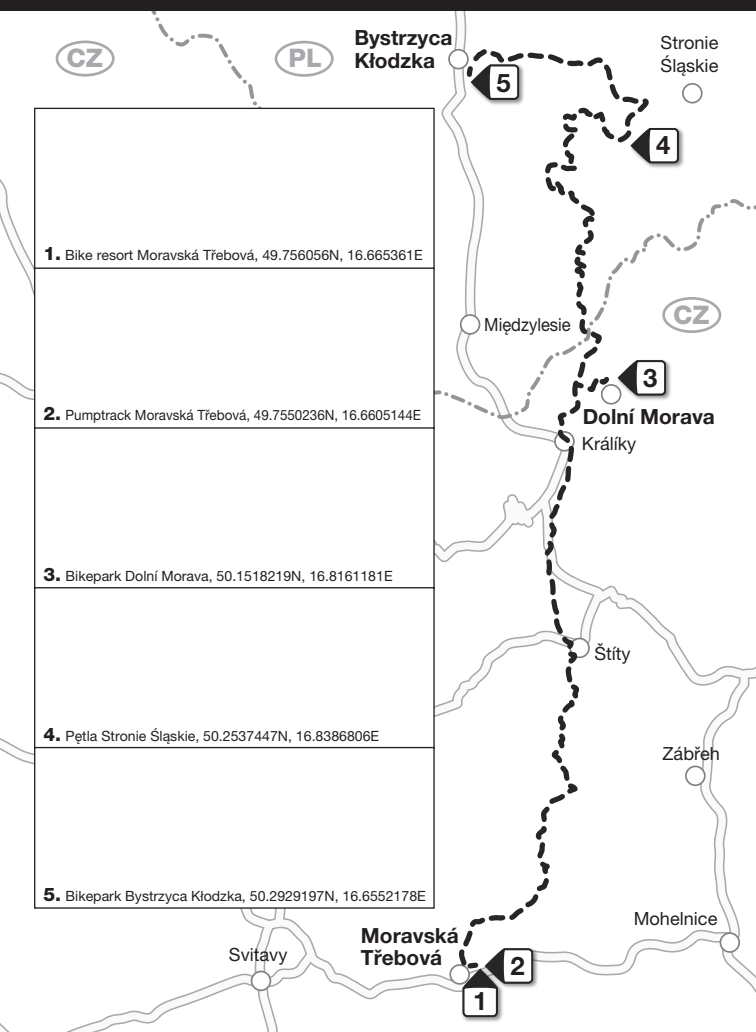 CZ
PL
Bystrzyca
Kłodzka
5
Stronie
Śląskie
4
1. Bike resort Moravská Třebová, 49.756056N, 16.665361E
Międzylesie
CZ
3
Dolní Morava
2. Pumptrack Moravská Třebová, 49.7550236N, 16.6605144E
Králíky
3. Bikepark Dolní Morava, 50.1518219N, 16.8161181E
Štíty
4. Pętla Stronie Śląskie, 50.2537447N, 16.8386806E
Zábřeh
5. Bikepark Bystrzyca Kłodzka, 50.2929197N, 16.6552178E
Mohelnice
Moravská
Třebová
Svitavy
2
1